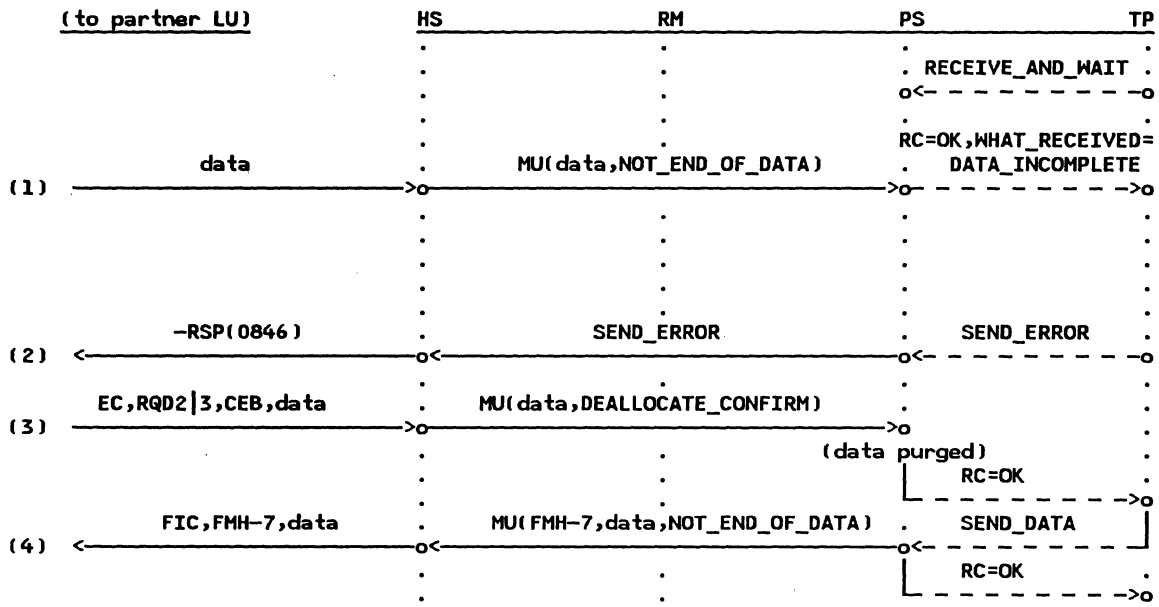 (to partner LU) HS RM PS TP
RECEIVE_AND_WAIT
RC=OK,WHAT_RECEIVED=
data MU(data,NOT_END_OF_DATA) DATA_INCOMPLETE
(1)
-RSP(0846) SEND_ERROR SEND_ERROR
(2)
EC,RQD2|3,CEB,data MU(data,DEALLOCATE_CONFIRM)
(3)
(data purged)
RC=OK
FIC,FMH-7,data MU(FMH-7,data,NOT_END_OF_DATA) SEND_DATA
(4)
RC=OK